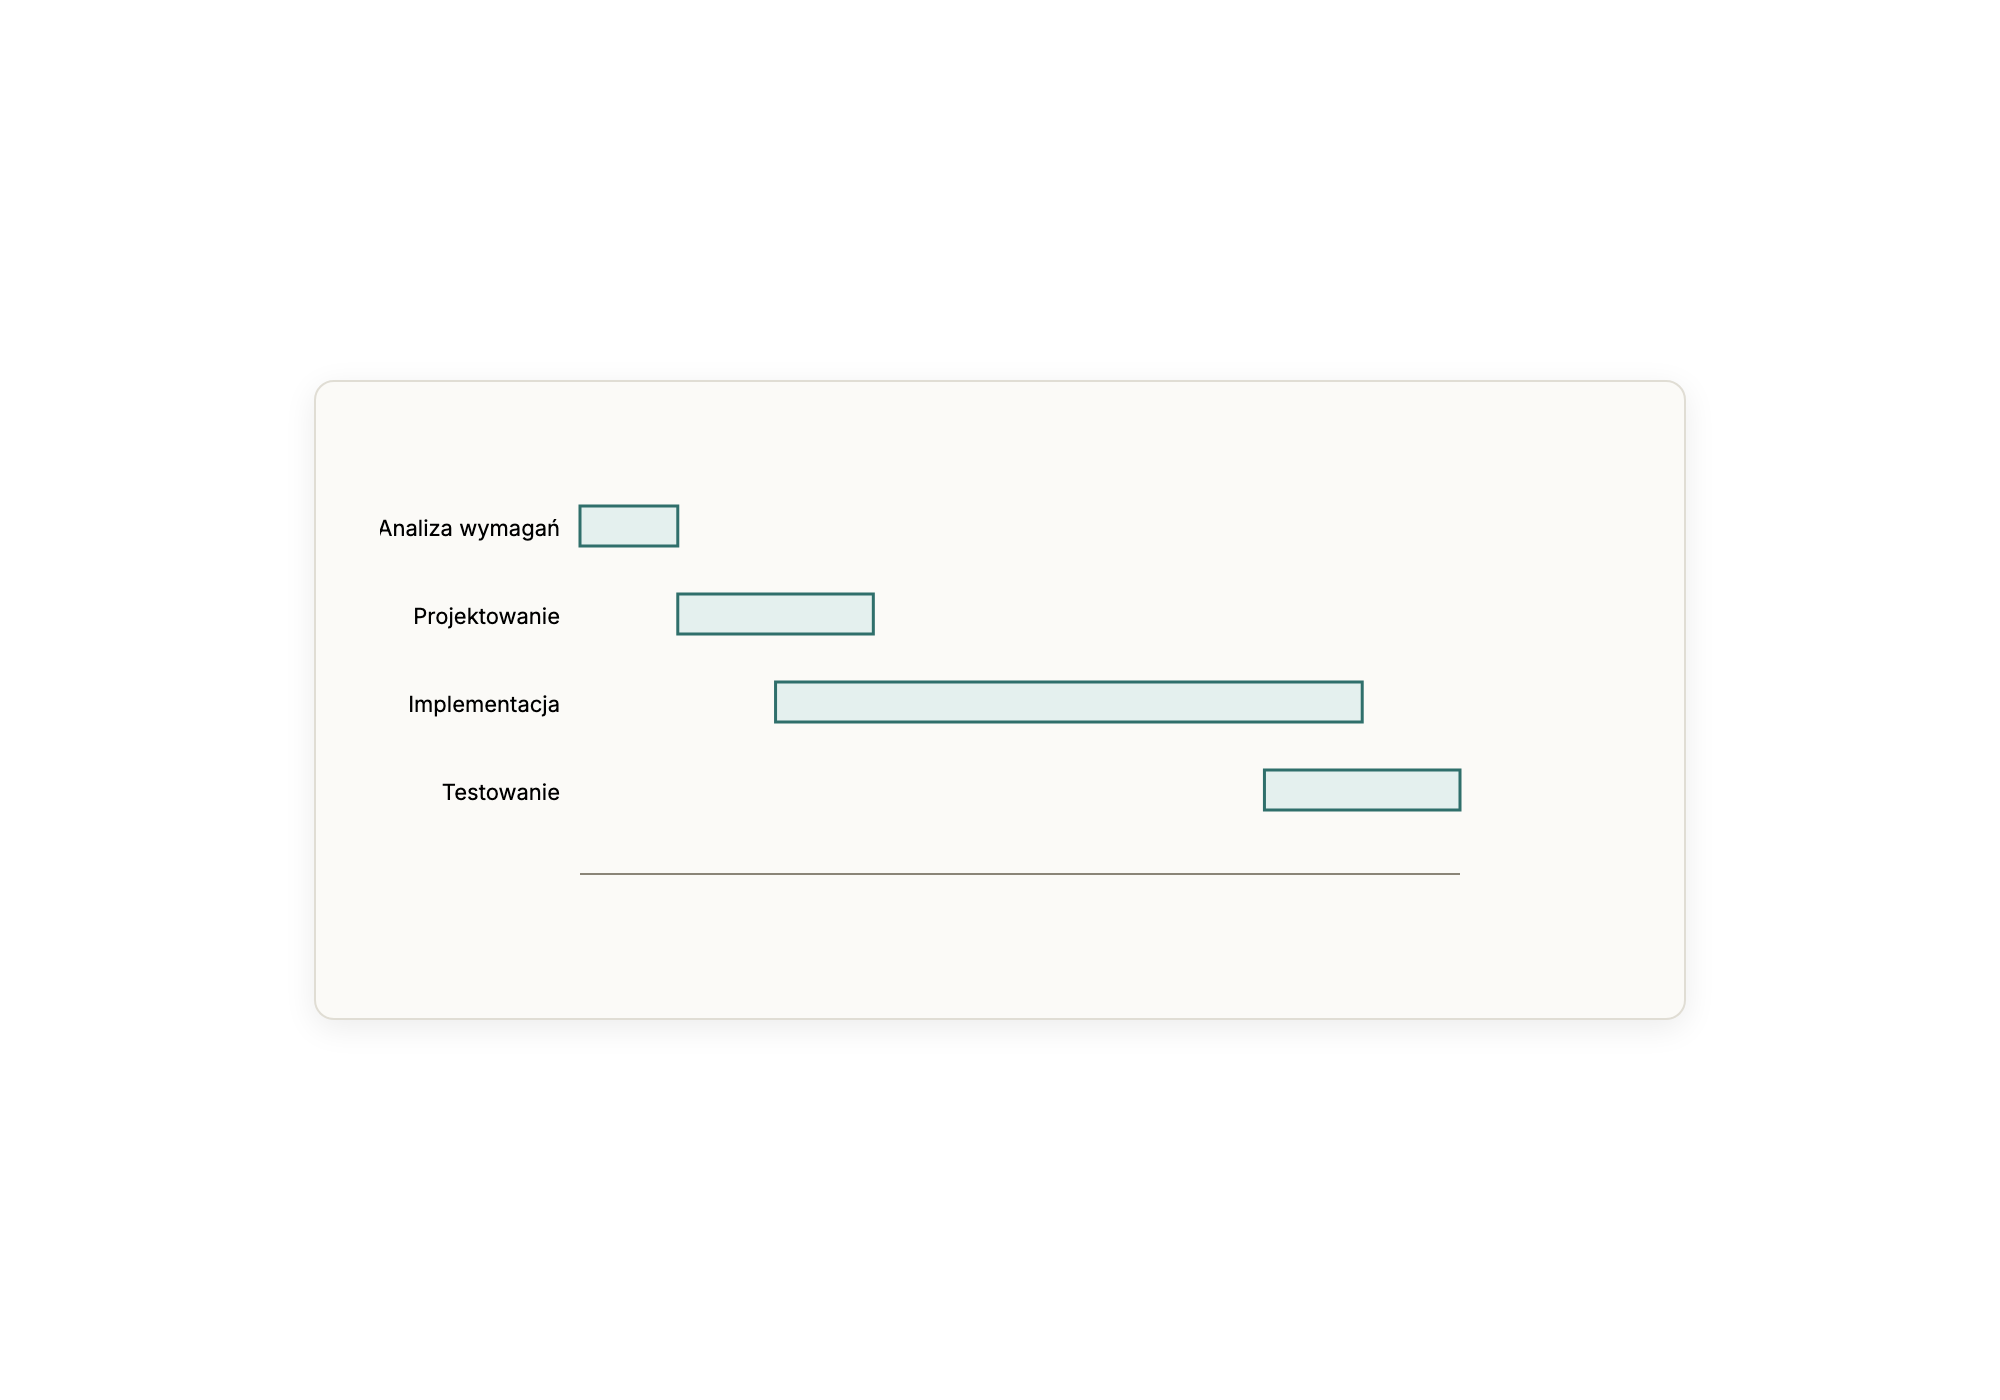 Analiza wymagań
Projektowanie
Implementacja
Testowanie